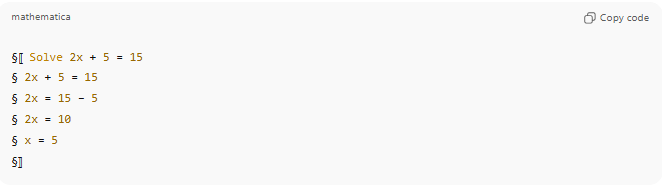 mathematica
Copy code
§⟦ Solve 2x + 5 = 15
§ 2x + 5 = 15
§ 2x = 15 - 5
§ 2x = 10
§ x = 5
§⟧